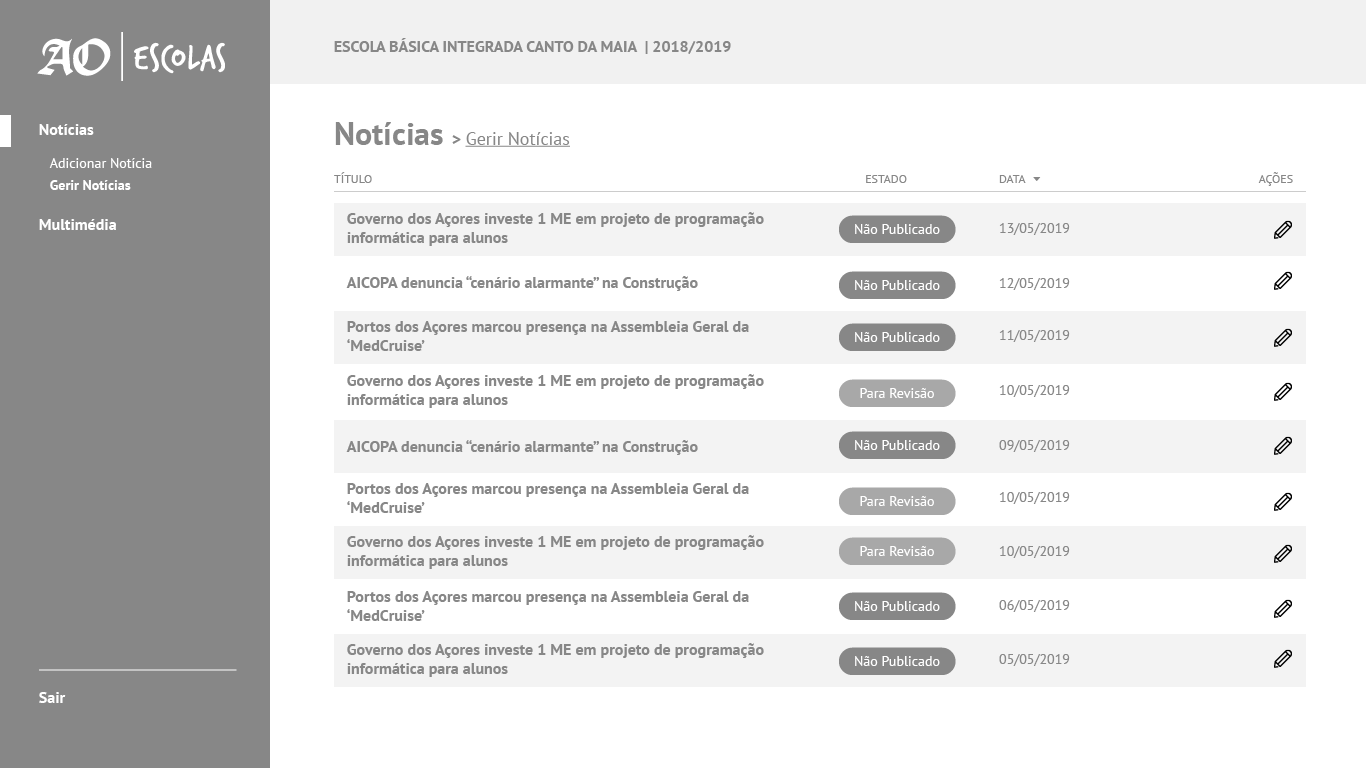 AO | ESCOLAS
ESCOLA BÁSICA INTEGRADA CANTO DA MAIA | 2018/2019
Notícias
Adicionar Notícia
Gerir Notícias
Multimédia
Sair
Notícias > Gerir Notícias
TÍTULO ESTADO DATA AÇÕES
Governo dos Açores investe 1 ME em projeto de programação
informática para alunos
Não Publicado 13/05/2019
AICOPA denuncia “cenário alarmante” na Construção Não Publicado 12/05/2019
Portos dos Açores marcou presença na Assembleia Geral da
‘MedCruise’
Não Publicado 11/05/2019
Governo dos Açores investe 1 ME em projeto de programação
informática para alunos
Para Revisão 10/05/2019
AICOPA denuncia “cenário alarmante” na Construção Não Publicado 09/05/2019
Portos dos Açores marcou presença na Assembleia Geral da
‘MedCruise’
Para Revisão 10/05/2019
Governo dos Açores investe 1 ME em projeto de programação
informática para alunos
Para Revisão 10/05/2019
Portos dos Açores marcou presença na Assembleia Geral da
‘MedCruise’
Não Publicado 06/05/2019
Governo dos Açores investe 1 ME em projeto de programação
informática para alunos
Não Publicado 05/05/2019